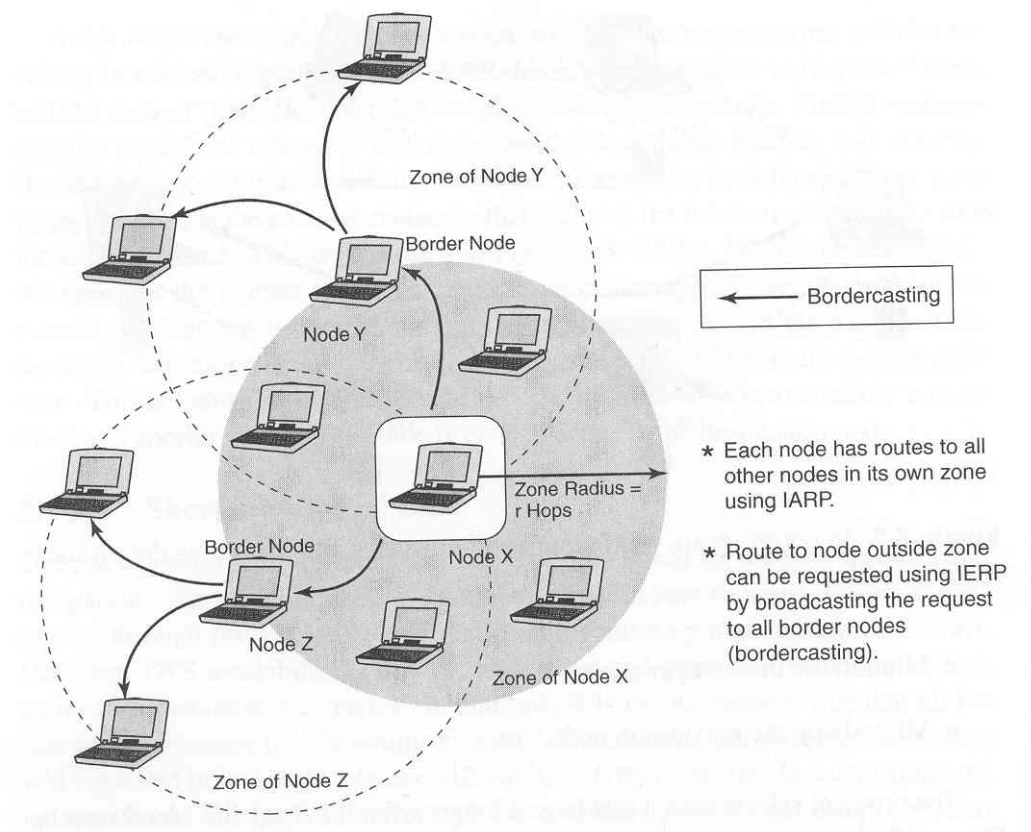 Zone of Node Y
Border Node
Node Y
Bordercasting
Zone Radius =
r Hops
Node X
Border Node
Node Z
Zone of Node X
Zone of Node Z
* Each node has routes to all
other nodes in its own zone
using IARP.
* Route to node outside zone
can be requested using IERP
by broadcasting the request
to all border nodes
(bordercasting).